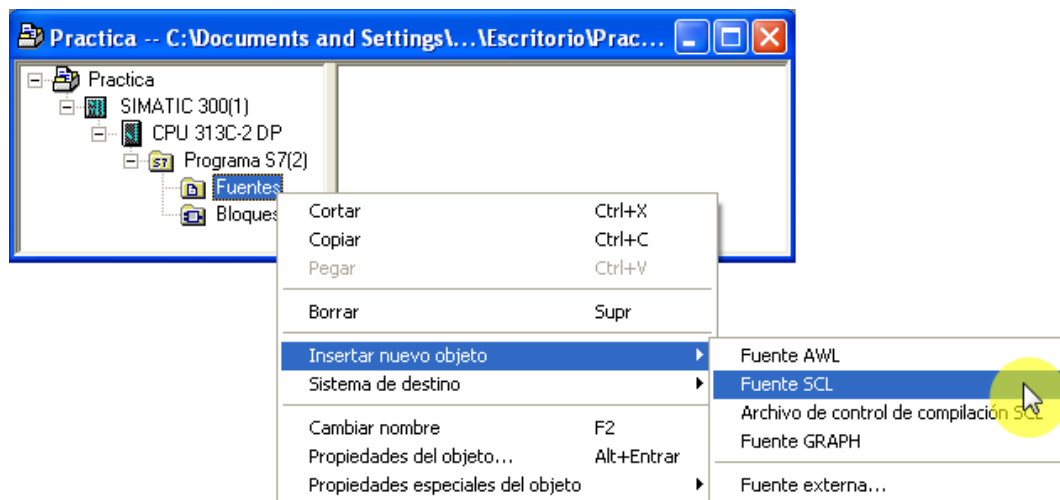 Practica -- C:\Documents and Settings\...\Escritorio\Prac...
Practica
SIMATIC 300(1)
CPU 313C-2 DP
Programa S7(2)
Fuentes
Bloques
Cortar Ctrl+X
Copiar Ctrl+C
Pegar Ctrl+V
Borrar Supr
Insertar nuevo objeto
Sistema de destino
Cambiar nombre F2
Propiedades del objeto... Alt+Entrar
Propiedades especiales del objeto
Fuente AWL
Fuente SCL
Archivo de control de compilación SCL
Fuente GRAPH
Fuente externa...